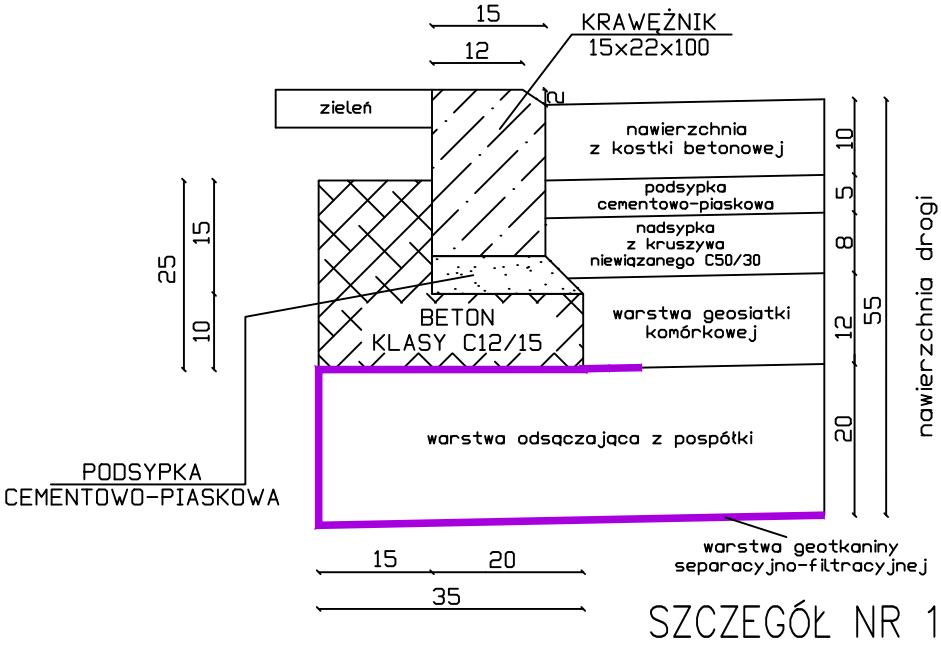 15
KRAWĘŻNIK
15x22x100
12
2
zieleń
nawierzchnia
z kostki betonowej
10
podsypka
cementowo-piaskowa
5
nadsypka
z kruszywa
niewiązanego C50/30
8
15
25
10
BETON
KLASY C12/15
warstwa geosiatki
komórkowej
12
55
nawierzchnia drogi
warstwa odsączająca z pospółki
20
PODSYPKA
CEMENTOWO-PIASKOWA
warstwa geotkaniny
separacyjno-filtracyjnej
15
20
35
SZCZEGÓŁ NR 1